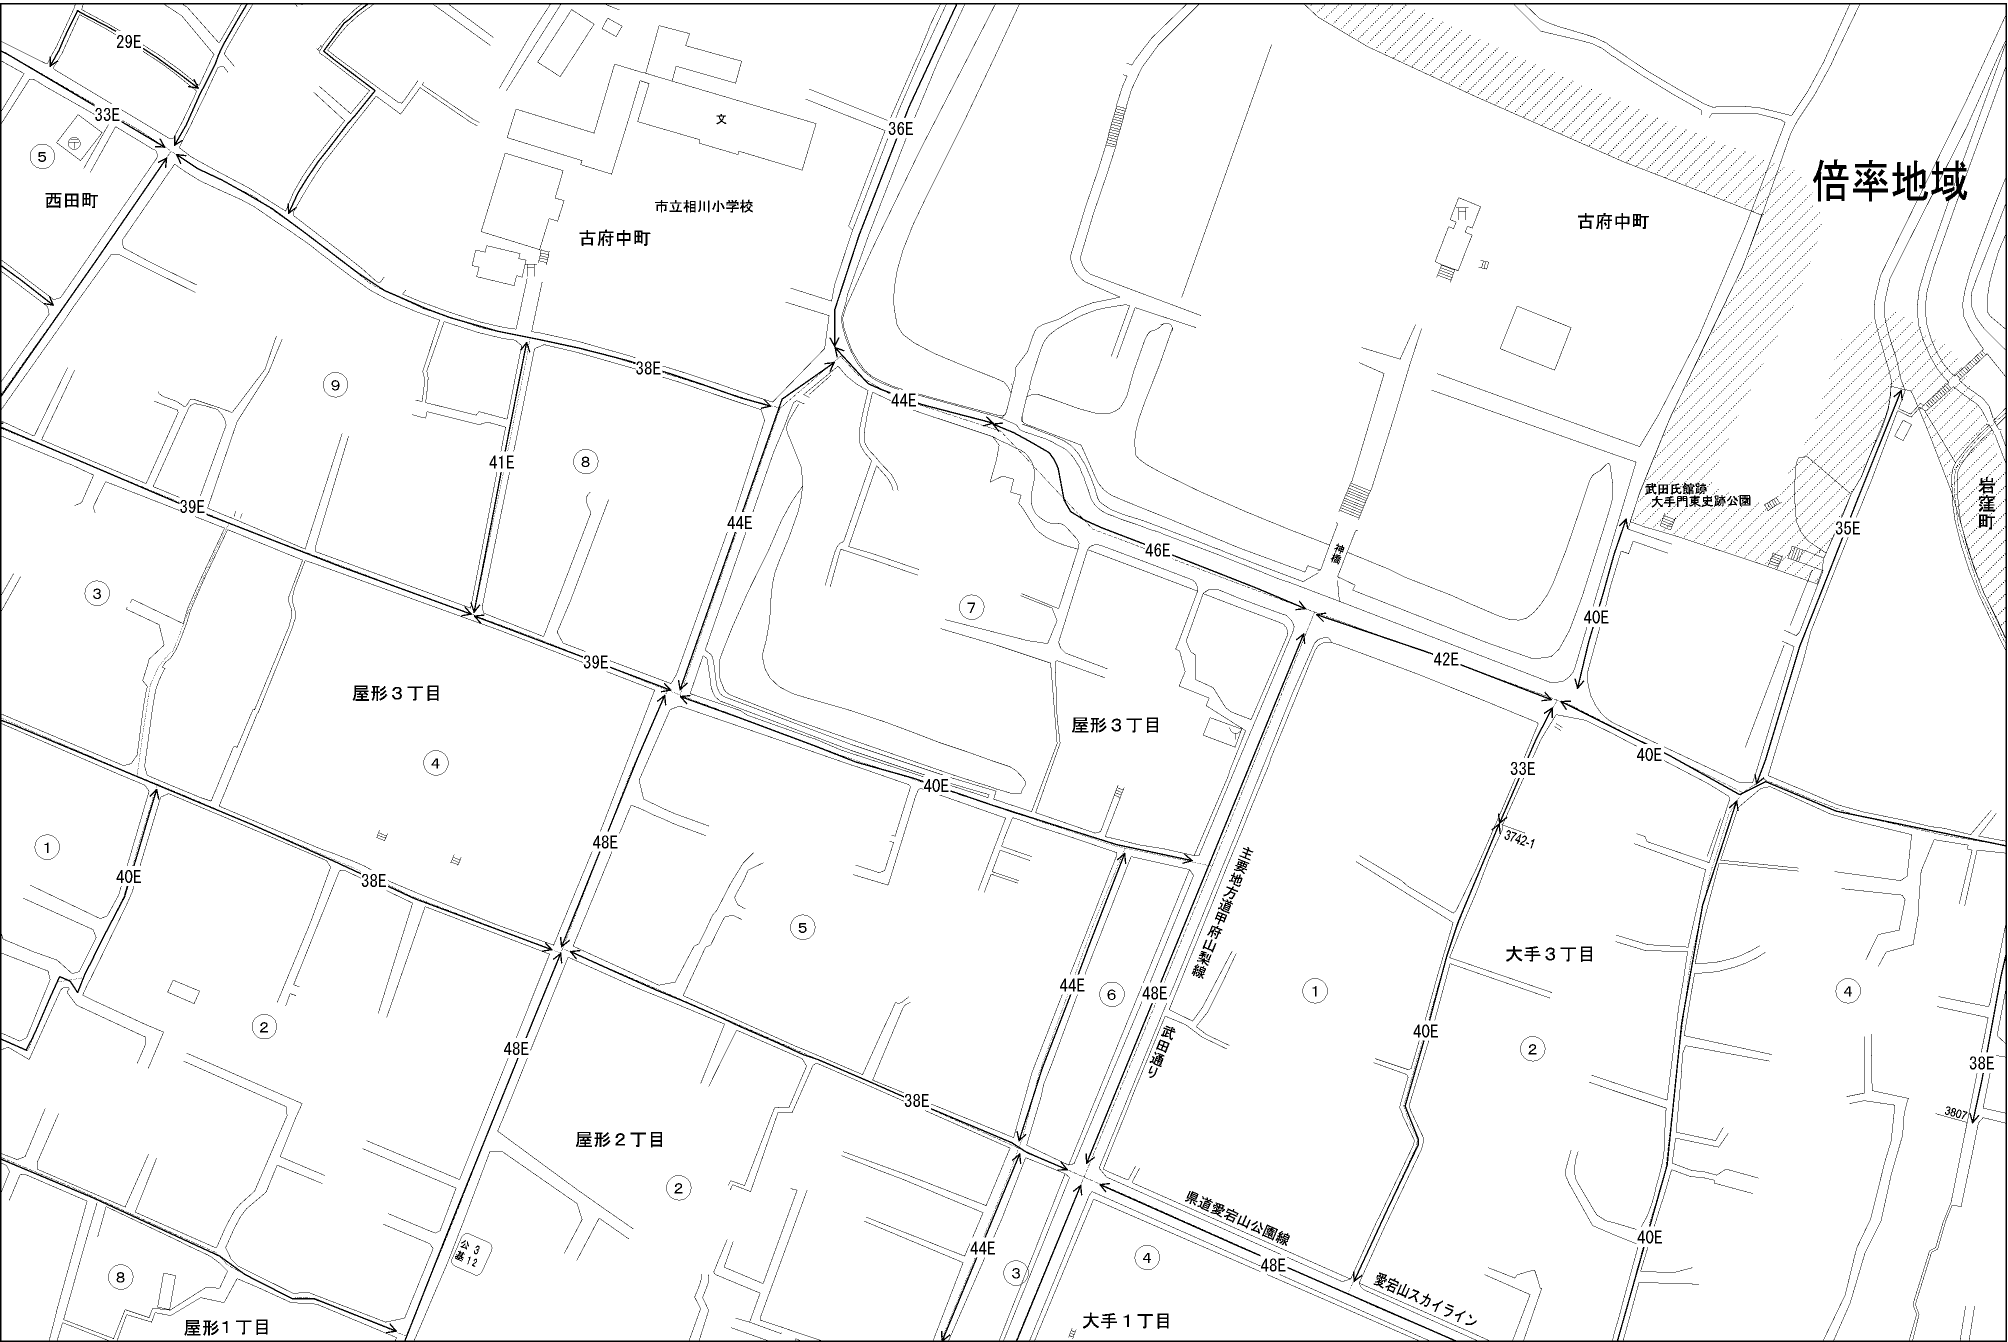 29E
33E
⑤
西田町
文
市立相川小学校
古府中町
36E
古府中町
倍率地域
38E
⑨
41E
⑧
39E
44E
44E
46E
神橋
武田氏館跡
大手門東史跡公園
岩窪町
35E
③
39E
⑦
40E
42E
屋形３丁目
④
屋形３丁目
40E
33E
3742-1
①
40E
48E
38E
40E
主要地方道甲府山梨線
⑤
大手３丁目
44E
⑥
48E
①
④
②
48E
武田通り
40E
②
38E
38E
3807
屋形２丁目
②
県道愛宕山公園線
公 3
基 12
44E
③
④
48E
40E
⑧
愛宕山スカイライン
屋形１丁目
大手１丁目